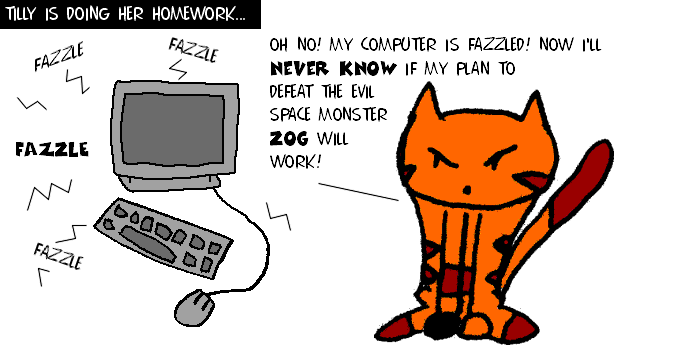 TILLY IS DOING HER HOMEWORK...
FAZZLE
FAZZLE
FAZZLE
FAZZLE
OH NO! MY COMPUTER IS FAZZLED! NOW I'LL
NEVER KNOW IF MY PLAN TO
DEFEAT THE EVIL
SPACE MONSTER
ZOG WILL
WORK!